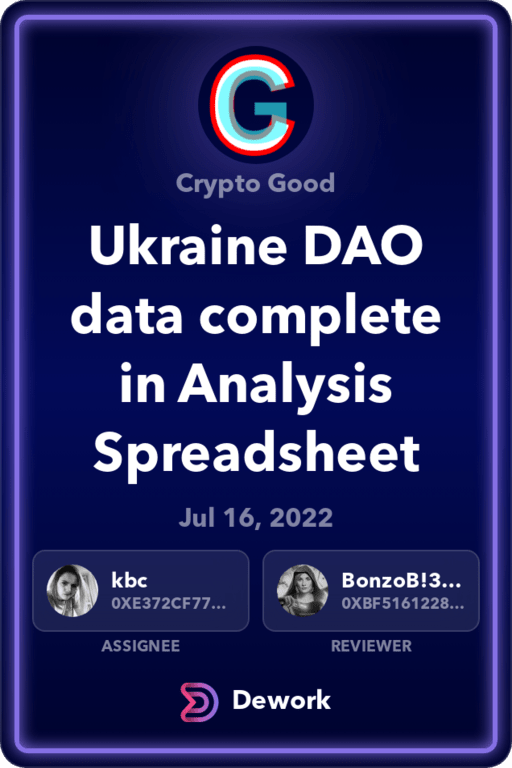 Crypto Good
Ukraine DAO
data complete
in Analysis
Spreadsheet
Jul 16, 2022
kbc
0XE372CF77...
BonzoB!3...
0XBF5161228...
ASSIGNEE
REVIEWER
Dework